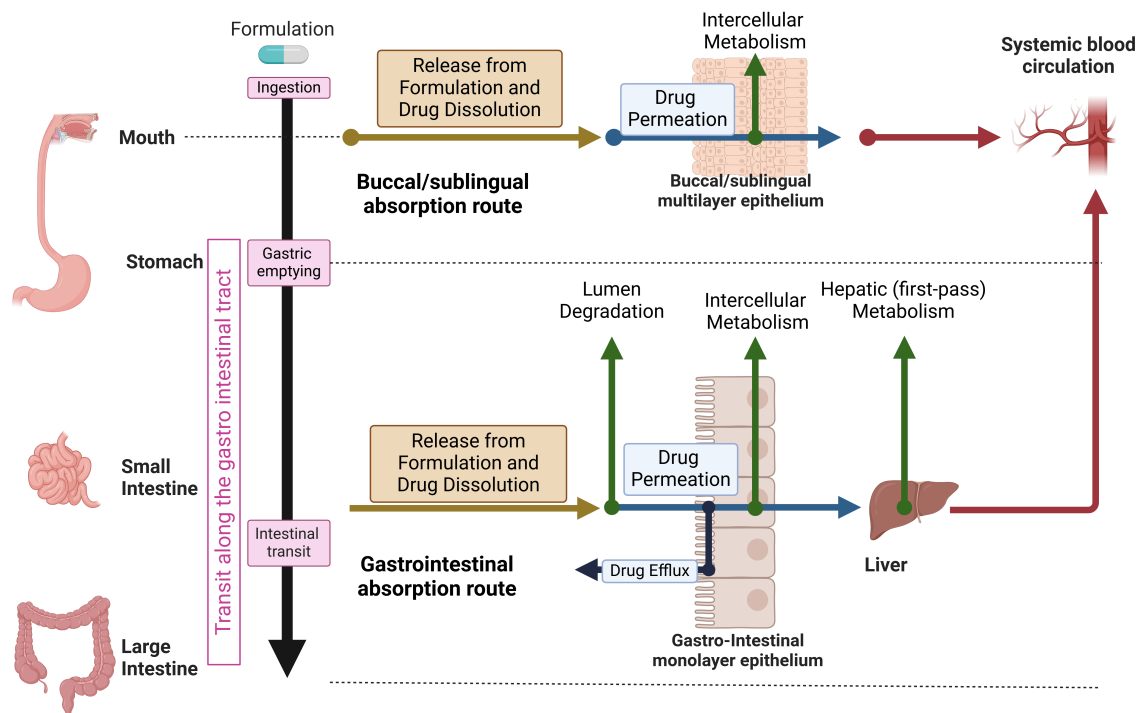 Formulation
Ingestion
Release from
Formulation and
Drug Dissolution
Intercellular
Metabolism
Drug
Permeation
Systemic blood
circulation
Mouth
Buccal/sublingual
absorption route
Buccal/sublingual
multilayer epithelium
Stomach
Gastric
emptying
Transit along the gastro intestinal tract
Lumen
Degradation
Intercellular
Metabolism
Hepatic (first-pass)
Metabolism
Small
Intestine
Release from
Formulation and
Drug Dissolution
Drug
Permeation
Intestinal
transit
Gastrointestinal
absorption route
Drug Efflux
Liver
Large
Intestine
Gastro-Intestinal
monolayer epithelium